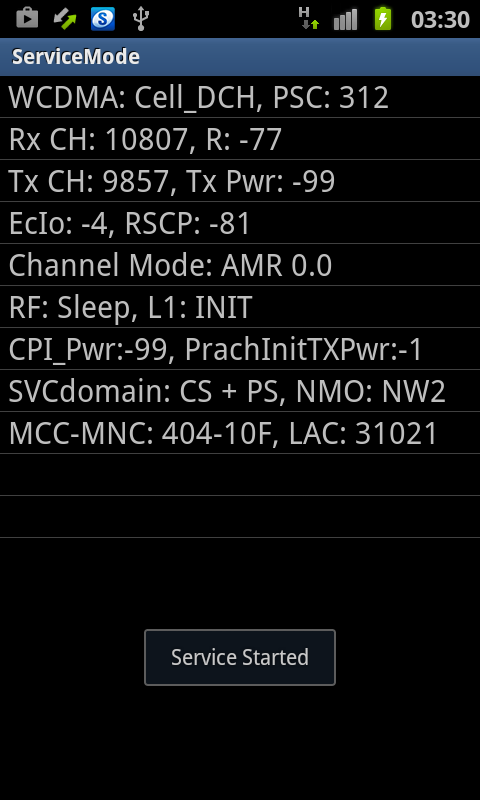 H
03:30
ServiceMode
WCDMA: Cell_DCH, PSC: 312
Rx CH: 10807, R: -77
Tx CH: 9857, Tx Pwr: -99
EcIo: -4, RSCP: -81
Channel Mode: AMR 0.0
RF: Sleep, L1: INIT
CPI_Pwr:-99, PrachInitTXPwr:-1
SVCdomain: CS + PS, NMO: NW2
MCC-MNC: 404-10F, LAC: 31021
Service Started